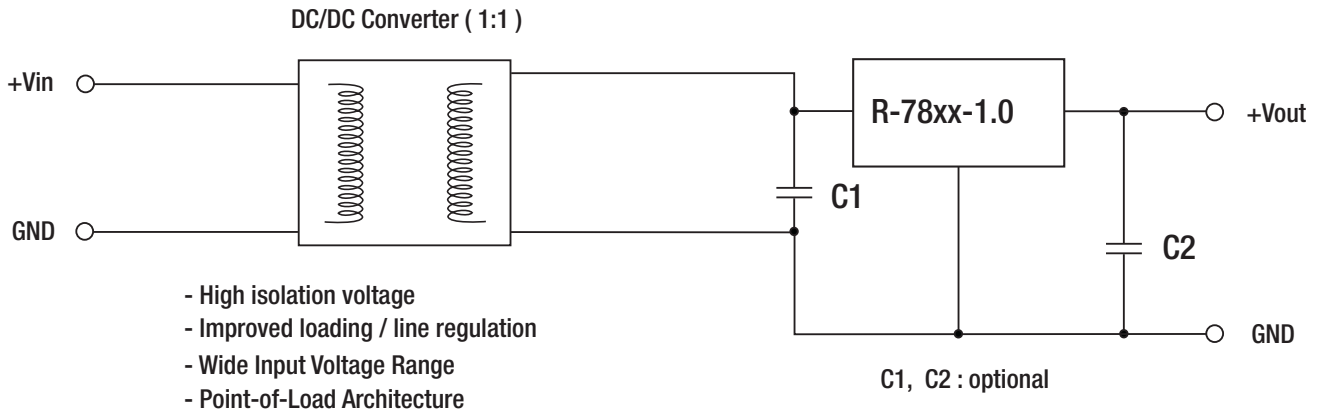 DC/DC Converter ( 1:1 )
+Vin
R-78xx-1.0
+Vout
C1
GND
C2
- High isolation voltage
- Improved loading / line regulation
- Wide Input Voltage Range
- Point-of-Load Architecture
GND
C1, C2 : optional